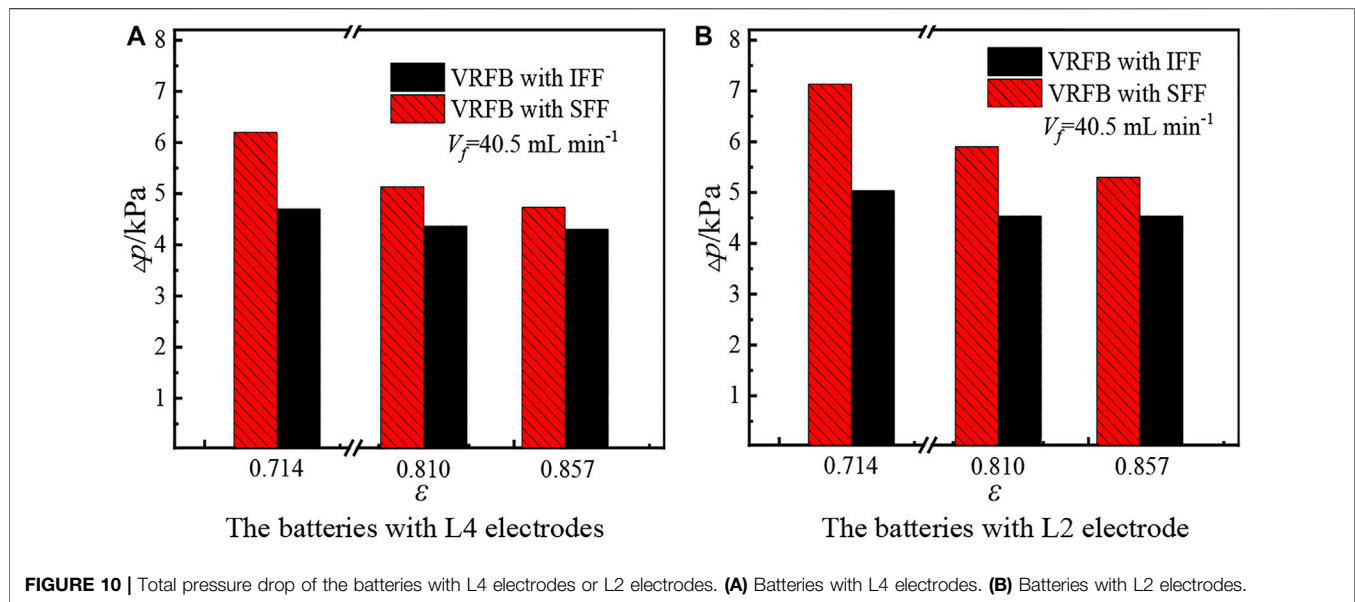 A
8
7
6
5
4
3
2
1
Δp/kPa
VRFB with IFF
VRFB with SFF
V_f=40.5 mL min⁻¹
0.714
0.810
0.857
ε
The batteries with L4 electrodes
B
8
7
6
5
4
3
2
1
Δp/kPa
VRFB with IFF
VRFB with SFF
V_f=40.5 mL min⁻¹
0.714
0.810
0.857
ε
The batteries with L2 electrode
FIGURE 10 | Total pressure drop of the batteries with L4 electrodes or L2 electrodes. (A) Batteries with L4 electrodes. (B) Batteries with L2 electrodes.